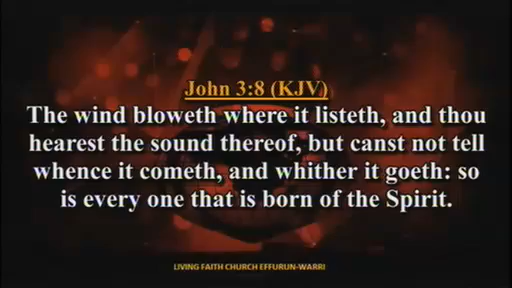 John 3:8 (KJV)
The wind bloweth where it listeth, and thou
hearest the sound thereof, but canst not tell
whence it cometh, and whither it goeth: so
is every one that is born of the Spirit.
LIVING FAITH CHURCH EFFURUN-WARRI